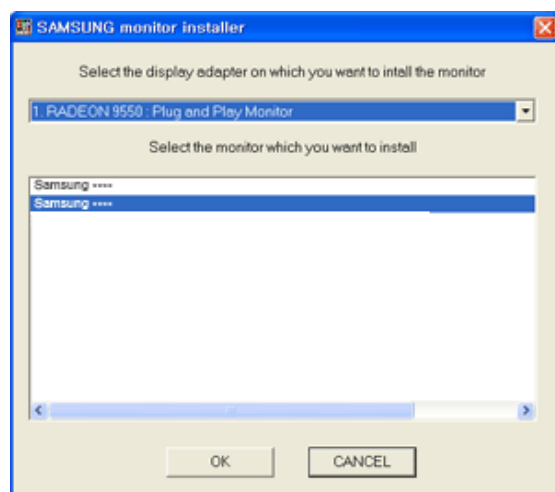 SAMSUNG monitor installer
Select the display adapter on which you want to intall the monitor
1. RADEON 9550 : Plug and Play Monitor
Select the monitor which you want to install
Samsung ----
Samsung ----
OK
CANCEL